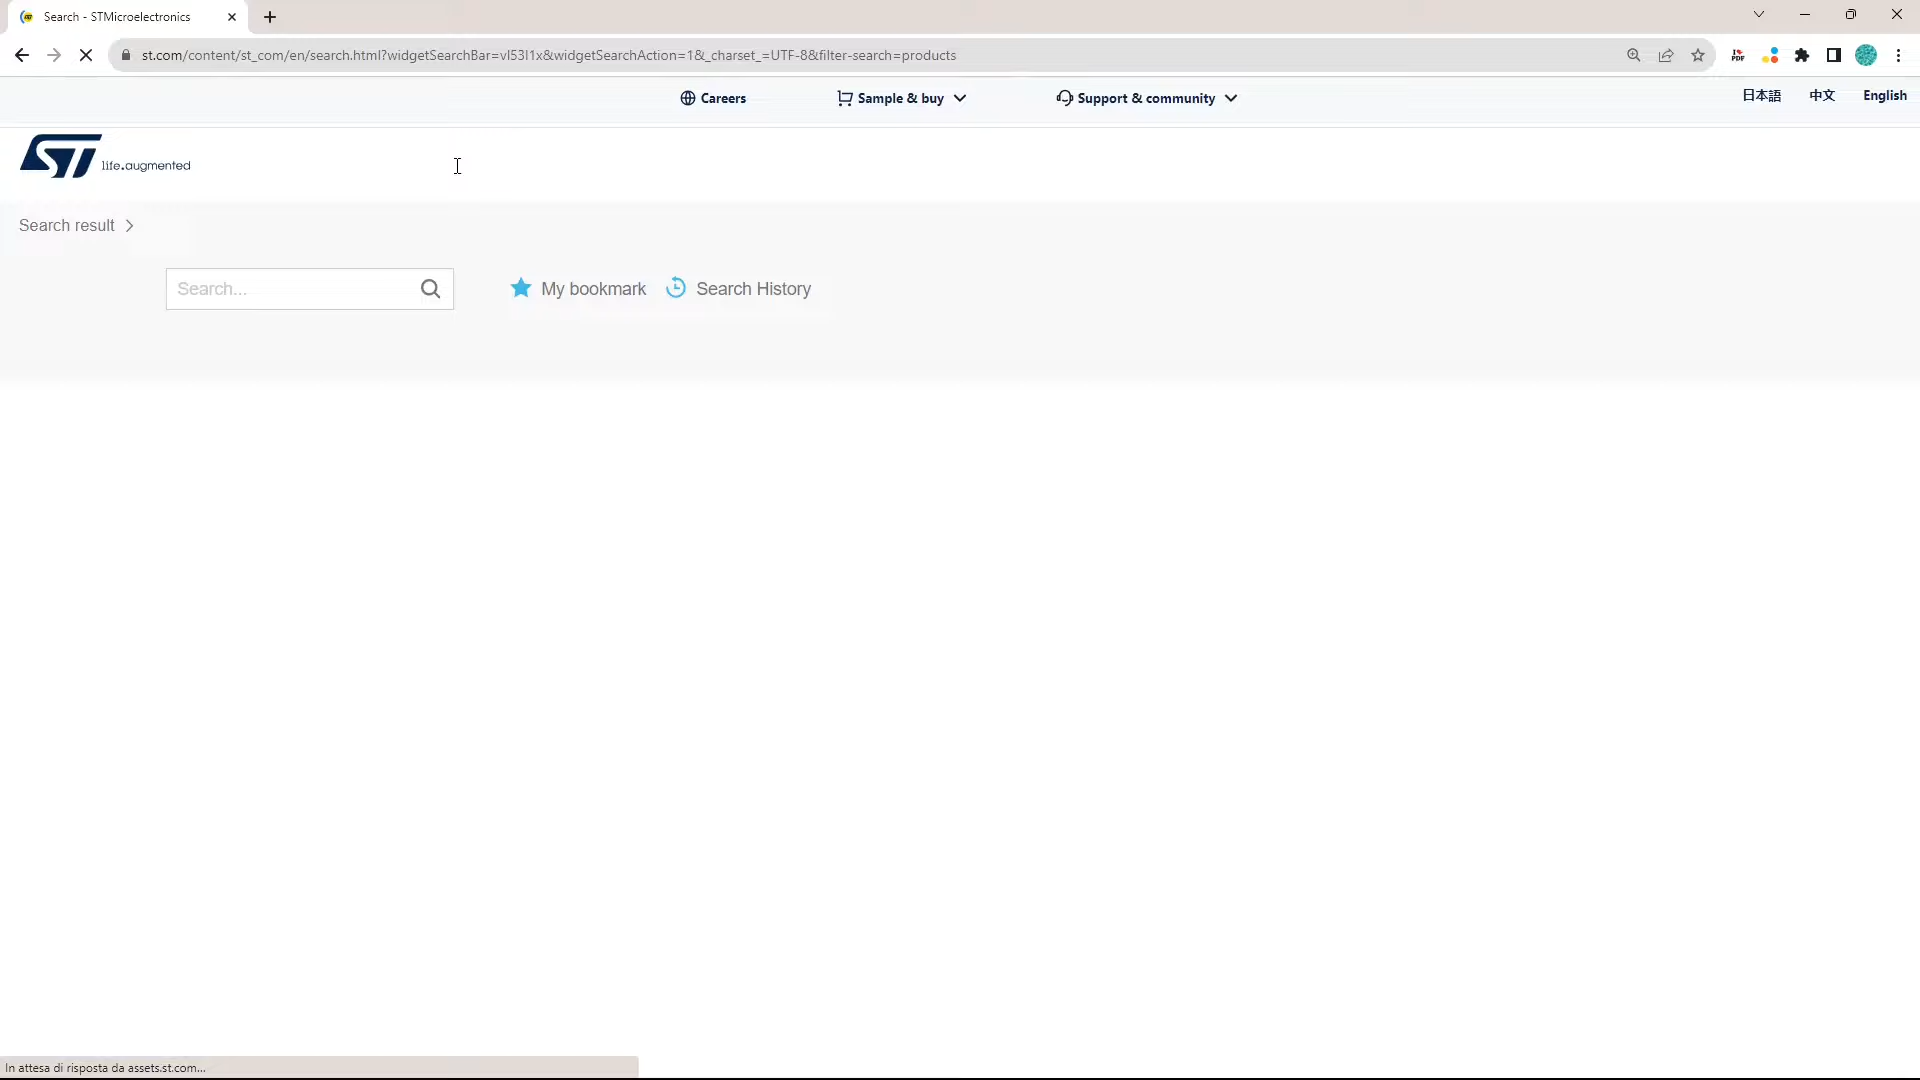 Search - STMicroelectronics
st.com/content/st_com/en/search.html?widgetSearchBar=vl53l1x&widgetSearchAction=1&_charset_=UTF-8&filter-search=products
PDF
Careers
Sample & buy
Support & community
日本語
中文
English
ST
life.augmented
Search result
Search...
My bookmark
Search History
In attesa di risposta da assets.st.com...